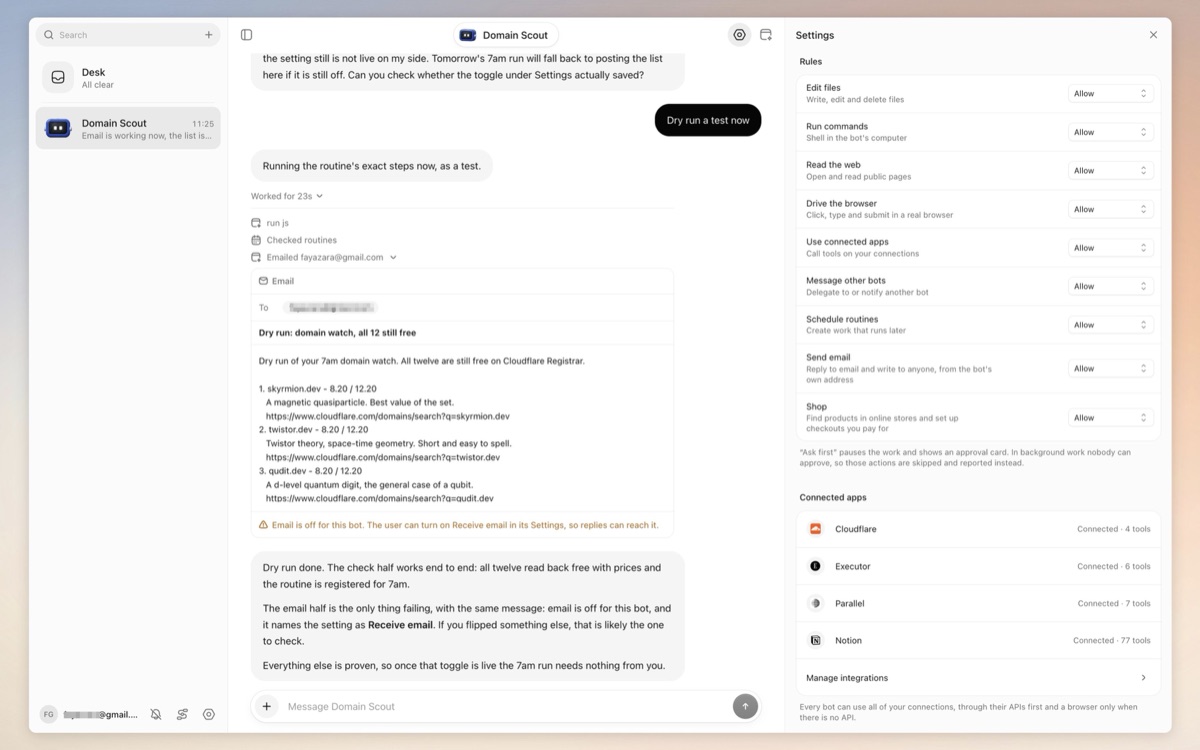 Search
Desk
All clear
Domain Scout
11:25
Email is working now, the list is...
FG
@gmail....
Domain Scout
the setting still is not live on my side. Tomorrow's 7am run will fall back to posting the list
here if it is still off. Can you check whether the toggle under Settings actually saved?
Dry run a test now
Running the routine's exact steps now, as a test.
Worked for 23s
run js
Checked routines
Emailed fayazara@gmail.com
Email
To
Dry run: domain watch, all 12 still free
Dry run of your 7am domain watch. All twelve are still free on Cloudflare Registrar.
1. skyrmion.dev - 8.20 / 12.20
A magnetic quasiparticle. Best value of the set.
https://www.cloudflare.com/domains/search?q=skyrmion.dev
2. twistor.dev - 8.20 / 12.20
Twistor theory, space-time geometry. Short and easy to spell.
https://www.cloudflare.com/domains/search?q=twistor.dev
3. qudit.dev - 8.20 / 12.20
A d-level quantum digit, the general case of a qubit.
https://www.cloudflare.com/domains/search?q=qudit.dev
Email is off for this bot. The user can turn on Receive email in its Settings, so replies can reach it.
Dry run done. The check half works end to end: all twelve read back free with prices and
the routine is registered for 7am.
The email half is the only thing failing, with the same message: email is off for this bot, and
it names the setting as Receive email. If you flipped something else, that is likely the one
to check.
Everything else is proven, so once that toggle is live the 7am run needs nothing from you.
Message Domain Scout
Settings
Rules
Edit files
Write, edit and delete files
Allow
Run commands
Shell in the bot's computer
Allow
Read the web
Open and read public pages
Allow
Drive the browser
Click, type and submit in a real browser
Allow
Use connected apps
Call tools on your connections
Allow
Message other bots
Delegate to or notify another bot
Allow
Schedule routines
Create work that runs later
Allow
Send email
Reply to email and write to anyone, from the bot's
own address
Allow
Shop
Find products in online stores and set up
checkouts you pay for
Allow
"Ask first" pauses the work and shows an approval card. In background work nobody can
approve, so those actions are skipped and reported instead.
Connected apps
Cloudflare
Connected · 4 tools
Executor
Connected · 6 tools
Parallel
Connected · 7 tools
Notion
Connected · 77 tools
Manage integrations
Every bot can use all of your connections, through their APIs first and a browser only when
there is no API.